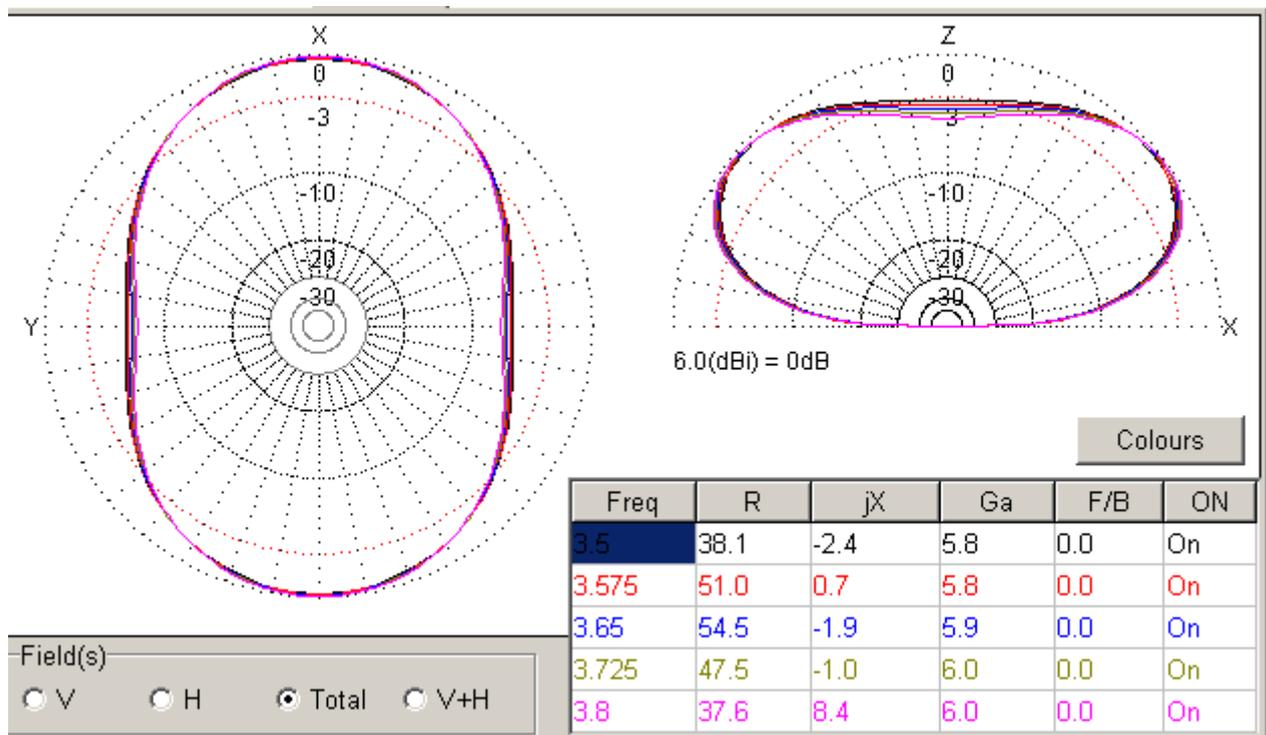 X
0
-3
-10
-20
-30
Y
Z
0
-3
-10
-20
-30
X
6.0(dBi) = 0dB
Colours
Freq R jX Ga F/B ON
3.5 38.1 -2.4 5.8 0.0 On
3.575 51.0 0.7 5.8 0.0 On
3.65 54.5 -1.9 5.9 0.0 On
3.725 47.5 -1.0 6.0 0.0 On
3.8 37.6 8.4 6.0 0.0 On
Field(s)
V H Total V+H